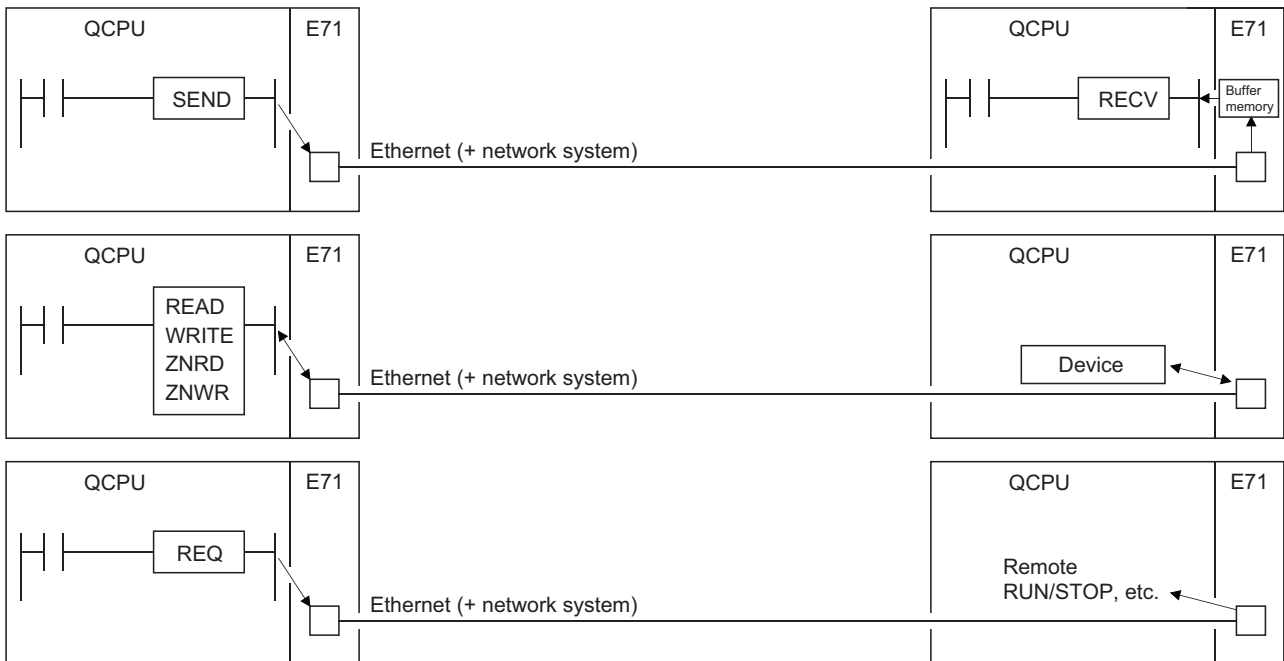 QCPU
E71
SEND
Ethernet (+ network system)
QCPU
E71
RECV
Buffer
memory
QCPU
E71
READ
WRITE
ZNRD
ZNWR
Ethernet (+ network system)
QCPU
E71
Device
QCPU
E71
REQ
Ethernet (+ network system)
QCPU
E71
Remote
RUN/STOP, etc.